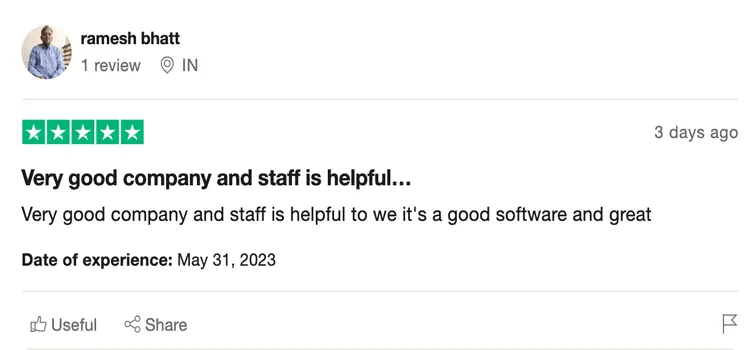 ramesh bhatt
1 review IN
3 days ago
Very good company and staff is helpful...
Very good company and staff is helpful to we it's a good software and great
Date of experience: May 31, 2023
Useful Share